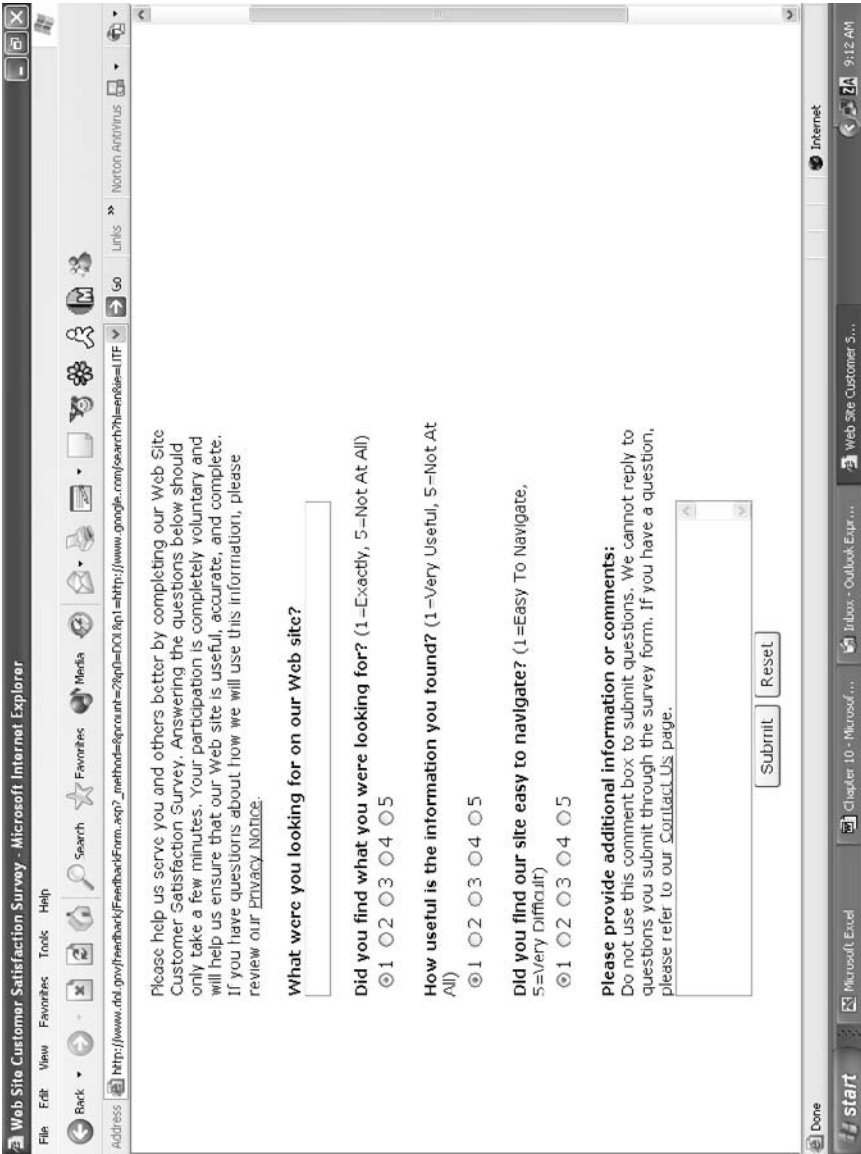 Web Site Customer Satisfaction Survey - Microsoft Internet Explorer
File Edit View Favorites Tools Help
Back Search Favorites Media
Address http://www.dol.gov/feedback/FeedbackForm.asp?_method=&pcount=2&p0=DOL&p1=http://www.google.com/search?hl=en&ie=UTF Go Links » Norton AntiVirus
Please help us serve you and others better by completing our Web Site
Customer Satisfaction Survey. Answering the questions below should
only take a few minutes. Your participation is completely voluntary and
will help us ensure that our Web site is useful, accurate, and complete.
If you have questions about how we will use this information, please
review our Privacy Notice.
What were you looking for on our Web site?
Did you find what you were looking for? (1=Exactly, 5=Not At All)
1 2 3 4 5
How useful is the information you found? (1=Very Useful, 5=Not At
All)
1 2 3 4 5
Did you find our site easy to navigate? (1=Easy To Navigate,
5=Very Difficult)
1 2 3 4 5
Please provide additional information or comments:
Do not use this comment box to submit questions. We cannot reply to
questions you submit through the survey form. If you have a question,
please refer to our Contact Us page.
Submit Reset
Done Internet
start Microsoft Excel Chapter 10 - Microsof... Inbox - Outlook Expr... Web Site Customer S... ZA 9:12 AM